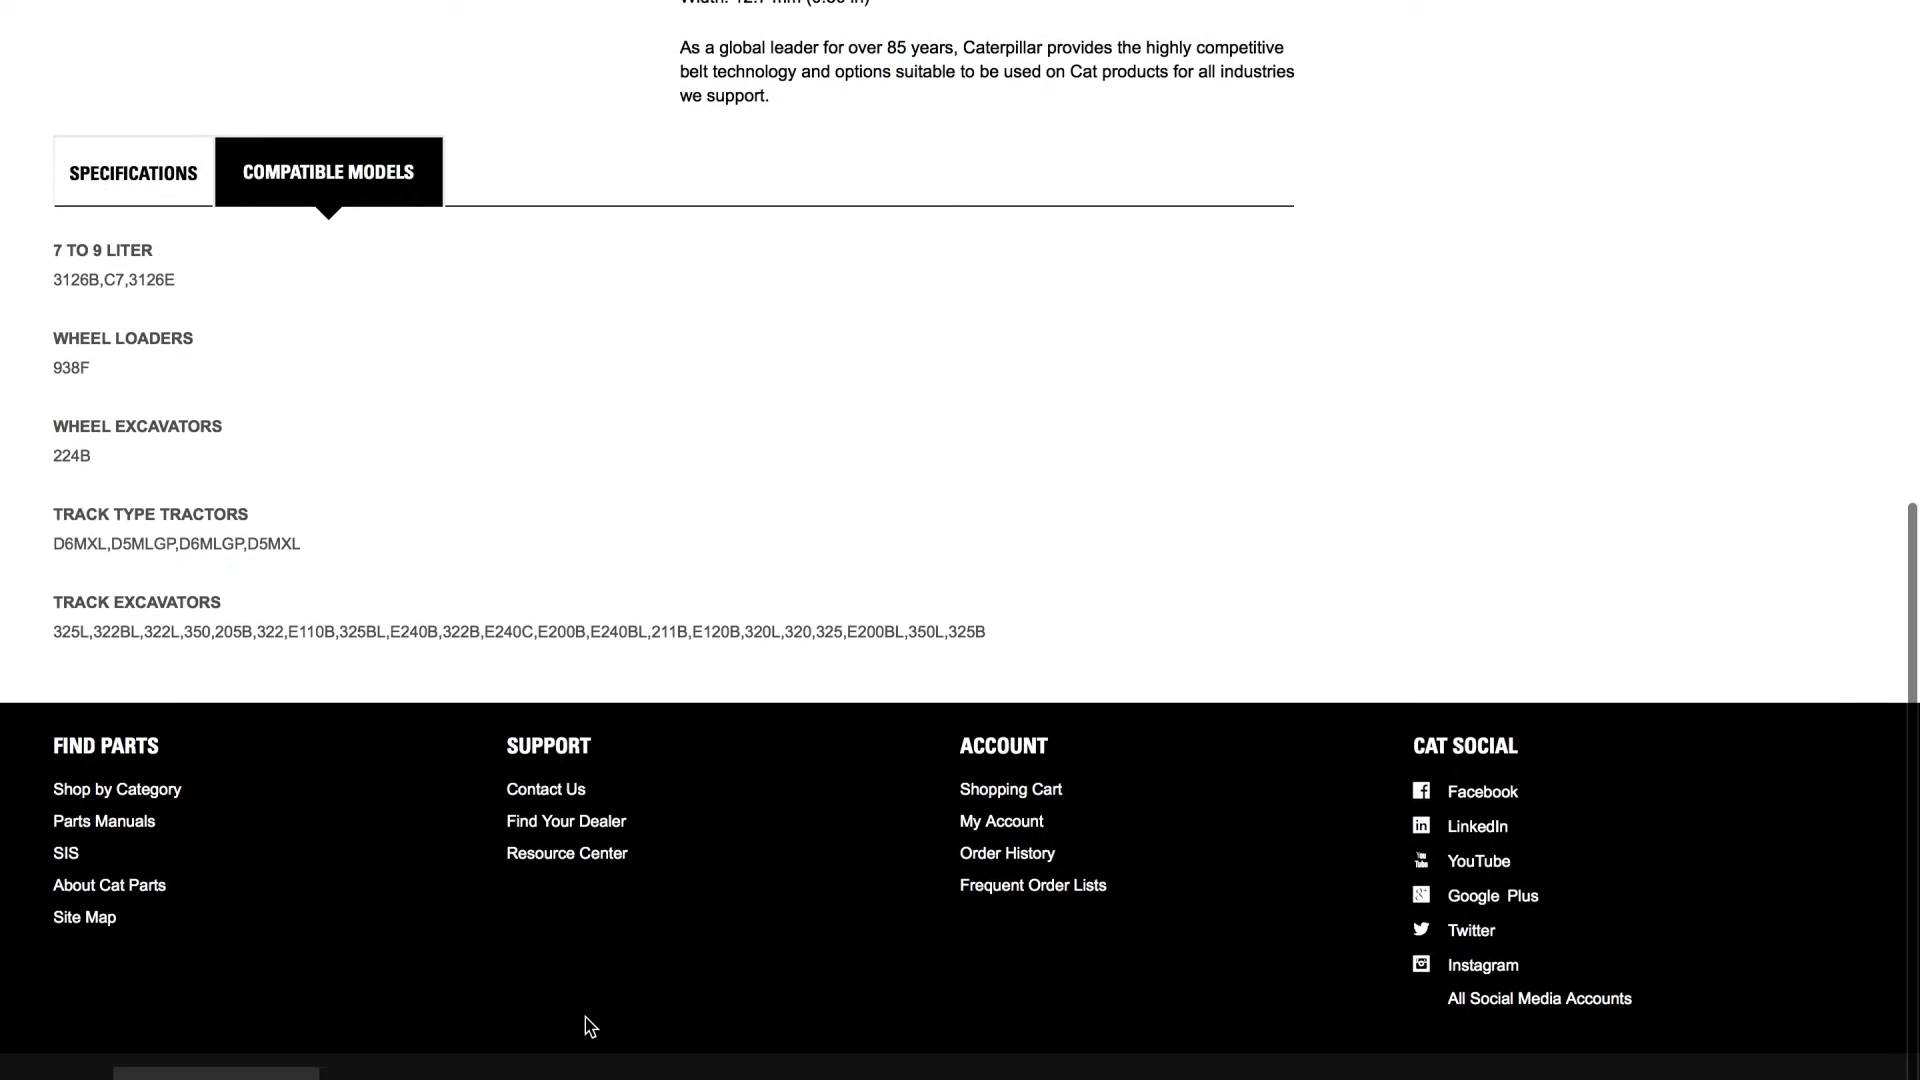 As a global leader for over 85 years, Caterpillar provides the highly competitive
belt technology and options suitable to be used on Cat products for all industries
we support.
SPECIFICATIONS
COMPATIBLE MODELS
7 TO 9 LITER
3126B,C7,3126E
WHEEL LOADERS
938F
WHEEL EXCAVATORS
224B
TRACK TYPE TRACTORS
D6MXL,D5MLGP,D6MLGP,D5MXL
TRACK EXCAVATORS
325L,322BL,322L,350,205B,322,E110B,325BL,E240B,322B,E240C,E200B,E240BL,211B,E120B,320L,320,325,E200BL,350L,325B
FIND PARTS
Shop by Category
Parts Manuals
SIS
About Cat Parts
Site Map
SUPPORT
Contact Us
Find Your Dealer
Resource Center
ACCOUNT
Shopping Cart
My Account
Order History
Frequent Order Lists
CAT SOCIAL
Facebook
LinkedIn
YouTube
Google Plus
Twitter
Instagram
All Social Media Accounts